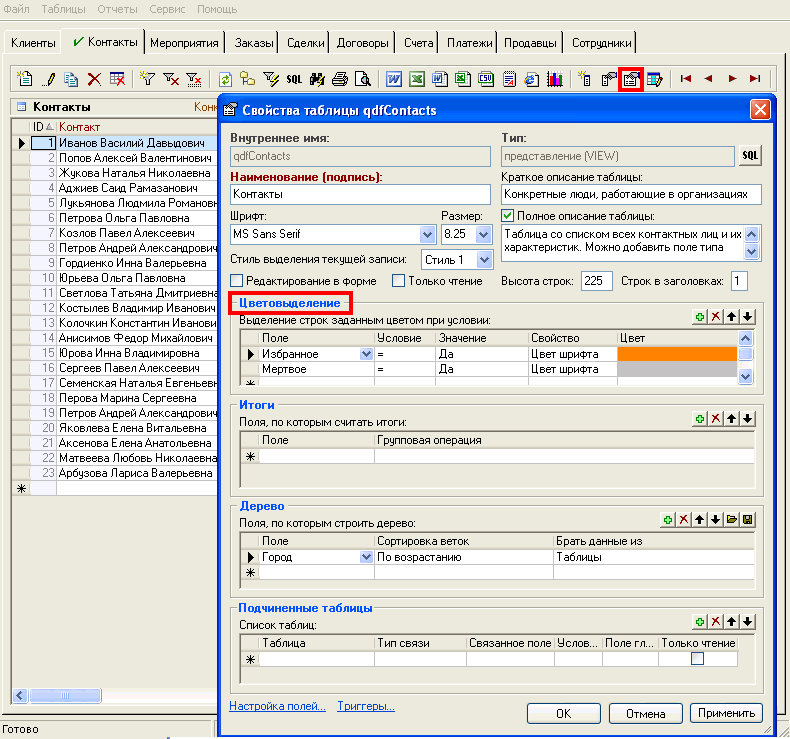 Файл Таблицы Отчеты Сервис Помощь
Клиенты Контакты Мероприятия Заказы Сделки Договоры Счета Платежи Продавцы Сотрудники
SQL CSV
Контакты
ID Контакт
1 Иванов Василий Давыдович
2 Попов Алексей Валентинович
3 Жукова Наталья Николаевна
4 Аджиев Саид Рамазанович
5 Лукьянова Людмила Романовн
6 Петрова Ольга Павловна
7 Козлов Павел Алексеевич
8 Петров Андрей Александрович
9 Гордиенко Инна Валерьевна
10 Юрьева Ольга Павловна
11 Светлова Татьяна Дмитриевна
12 Костылев Владимир Иванович
13 Колочкин Константин Иванови
14 Анисимов Федор Михайлович
15 Юрова Инна Владимировна
16 Сергеев Павел Алексеевич
17 Семенская Наталья Евгеньевн
18 Перова Марина Сергеевна
19 Петров Андрей Александрович
20 Яковлева Елена Витальевна
21 Аксенова Елена Анатольевна
22 Матвеева Любовь Николаевна
23 Арбузова Лариса Валерьевна
Готово
Свойства таблицы qdfContacts
Внутреннее имя: Тип:
qdfContacts представление (VIEW) SQL
Наименование (подпись): Краткое описание таблицы:
Контакты Конкретные люди, работающие в организациях
Шрифт: Размер: Полное описание таблицы:
MS Sans Serif 8.25 Таблица со списком всех контактных лиц и их
характеристик. Можно добавить поле типа
Стиль выделения текущей записи: Стиль 1
Редактирование в форме Только чтение Высота строк: 225 Строк в заголовках: 1
Цветовыделение
Выделение строк заданным цветом при условии:
Поле Условие Значение Свойство Цвет
Избранное = Да Цвет шрифта
Мертвое = Да Цвет шрифта
Итоги
Поля, по которым считать итоги:
Поле Групповая операция
Дерево
Поля, по которым строить дерево:
Поле Сортировка веток Брать данные из
Город По возрастанию Таблицы
Подчиненные таблицы
Список таблиц:
Таблица Тип связи Связанное поле Услов... Поле гл... Только чтение
Настройка полей... Триггеры...
OK Отмена Применить